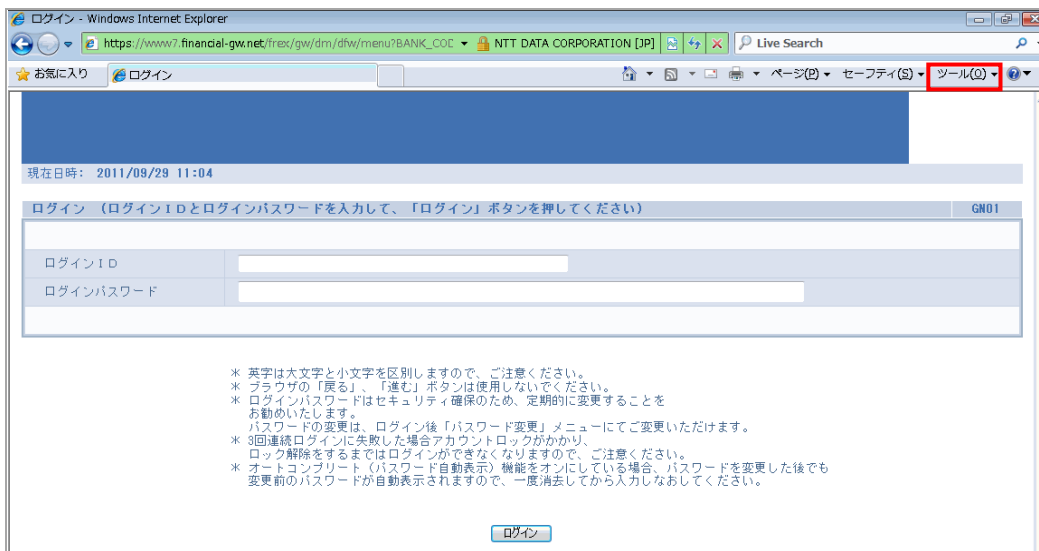 ログイン - Windows Internet Explorer
https://www7.financial-gw.net/frex/gw/dm/dfw/menu?BANK_COD NTT DATA CORPORATION [JP] Live Search
お気に入り ログイン ページ(P) セーフティ(S) ツール(O)
現在日時： 2011/09/29 11:04
ログイン （ログインＩＤとログインパスワードを入力して、「ログイン」ボタンを押してください） GN01
ログインＩＤ
ログインパスワード
＊ 英字は大文字と小文字を区別しますので、ご注意ください。
＊ ブラウザの「戻る」、「進む」ボタンは使用しないでください。
＊ ログインパスワードはセキュリティ確保のため、定期的に変更することを
お勧めいたします。
パスワードの変更は、ログイン後「パスワード変更」メニューにてご変更いただけます。
＊ 3回連続ログインに失敗した場合アカウントロックがかかり、
ロック解除をするまではログインができなくなりますので、ご注意ください。
＊ オートコンプリート（パスワード自動表示）機能をオンにしている場合、パスワードを変更した後でも
変更前のパスワードが自動表示されますので、一度消去してから入力しなおしてください。
ログイン